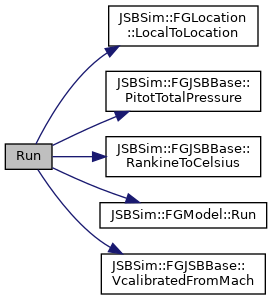 JSBSim::FGLocation
::LocalToLocation
JSBSim::FGJSBBase::
PitotTotalPressure
Run
JSBSim::FGJSBBase::
RankineToCelsius
JSBSim::FGModel::Run
JSBSim::FGJSBBase::
VcalibratedFromMach